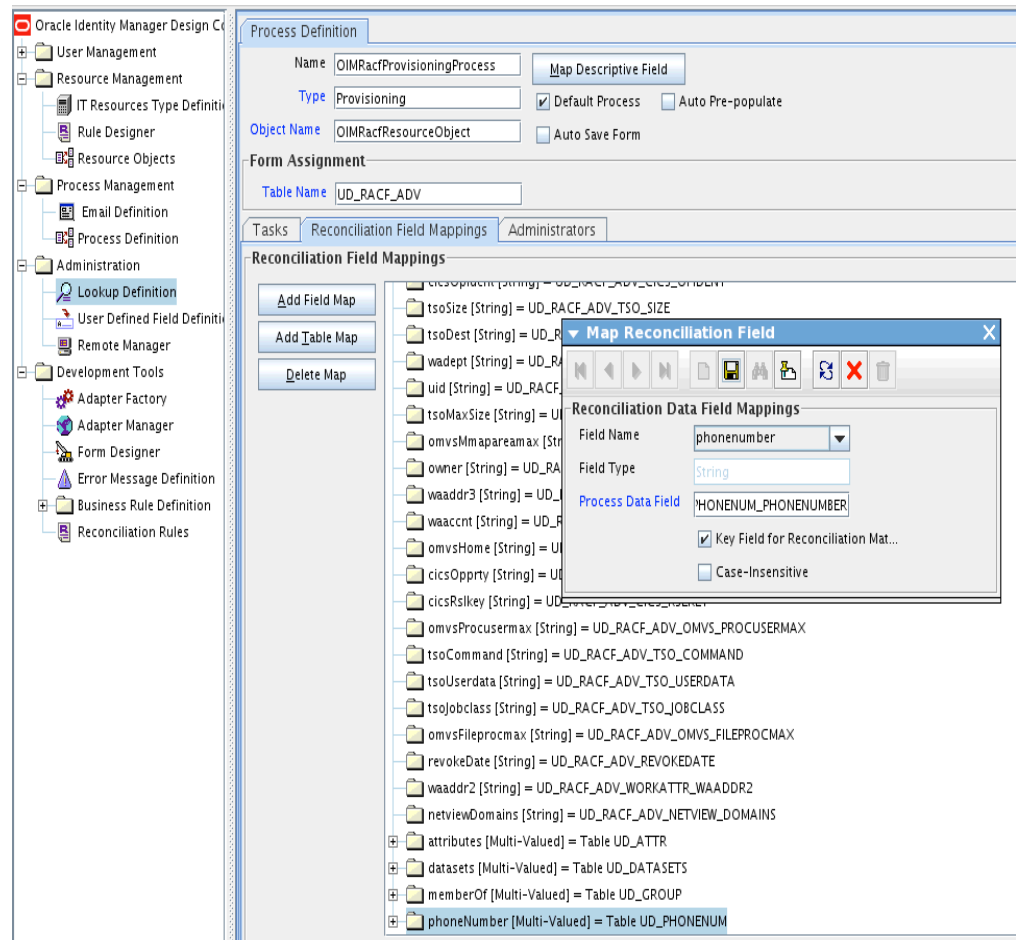 Oracle Identity Manager Design Co
User Management
Resource Management
IT Resources Type Definiti
Rule Designer
Resource Objects
Process Management
Email Definition
Process Definition
Administration
Lookup Definition
User Defined Field Definiti
Remote Manager
Development Tools
Adapter Factory
Adapter Manager
Form Designer
Error Message Definition
Business Rule Definition
Reconciliation Rules
Process Definition
Name OIMRacfProvisioningProcess Map Descriptive Field
Type Provisioning Default Process Auto Pre-populate
Object Name OIMRacfResourceObject Auto Save Form
Form Assignment
Table Name UD_RACF_ADV
Tasks Reconciliation Field Mappings Administrators
Reconciliation Field Mappings
Add Field Map
Add Table Map
Delete Map
tsoSize [String] = UD_RACF_ADV_TSO_SIZE
tsoDest [String] = UD_R
wadept [String] = UD_RA
uid [String] = UD_RACF_
tsoMaxSize [String] = U
omvsMmapareamax [Str
owner [String] = UD_RA
waaddr3 [String] = UD_
waaccnt [String] = UD_R
omvsHome [String] = U
cicsOpprty [String] = UD
cicsRslkey [String] = UD_RACF_ADV_CICS_RSLKEY
omvsProcusermax [String] = UD_RACF_ADV_OMVS_PROCUSERMAX
tsoCommand [String] = UD_RACF_ADV_TSO_COMMAND
tsoUserdata [String] = UD_RACF_ADV_TSO_USERDATA
tsoJobclass [String] = UD_RACF_ADV_TSO_JOBCLASS
omvsFileprocmax [String] = UD_RACF_ADV_OMVS_FILEPROCMAX
revokeDate [String] = UD_RACF_ADV_REVOKEDATE
waaddr2 [String] = UD_RACF_ADV_WORKATTR_WAADDR2
netviewDomains [String] = UD_RACF_ADV_NETVIEW_DOMAINS
attributes [Multi-Valued] = Table UD_ATTR
datasets [Multi-Valued] = Table UD_DATASETS
memberOf [Multi-Valued] = Table UD_GROUP
phoneNumber [Multi-Valued] = Table UD_PHONENUM
Map Reconciliation Field X
Reconciliation Data Field Mappings
Field Name phonenumber
Field Type String
Process Data Field HONENUM_PHONENUMBER
Key Field for Reconciliation Mat...
Case-Insensitive